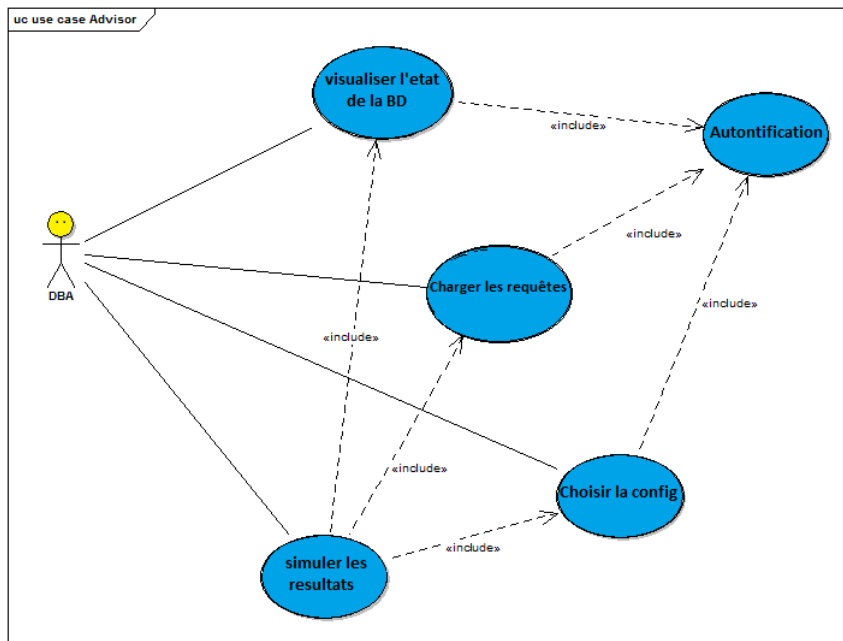 uc use case Advisor
visualiser l'etat
de la BD
«include»
Autontification
«include»
DBA
Charger les requêtes
«include»
«include»
«include»
Choisir la config
«include»
simuler les
resultats